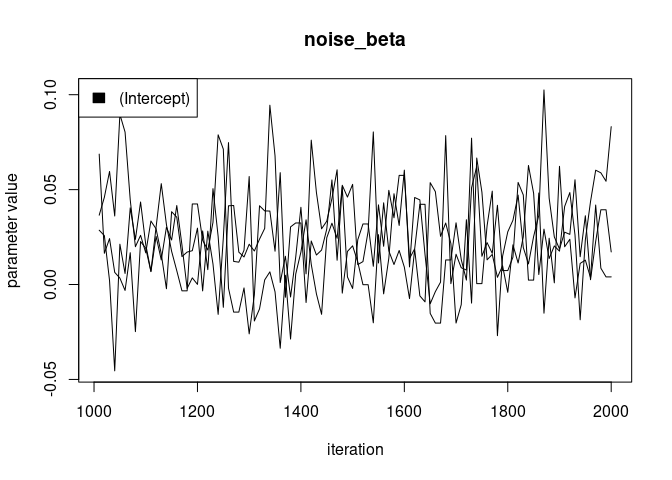 noise_beta
(Intercept)
0.10
0.05
0.00
-0.05
parameter value
1000 1200 1400 1600 1800 2000
iteration